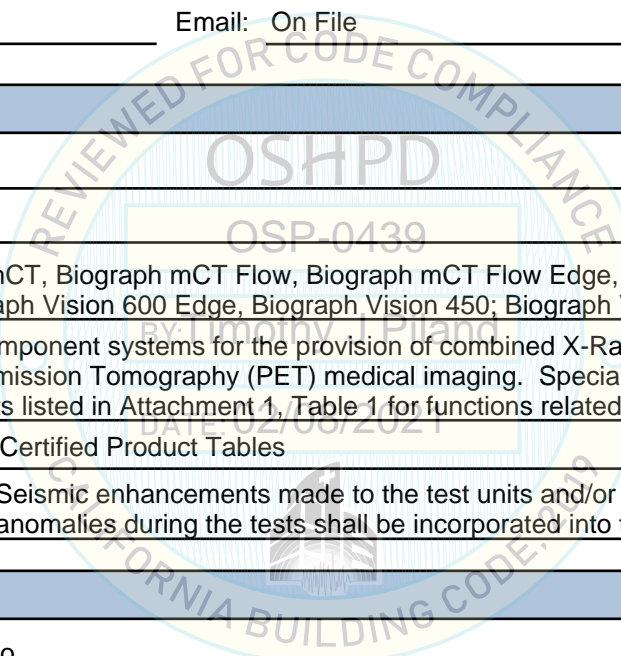 Email: On File
REVIEWED FOR CODE COMPLIANCE
OSHPD
OSP-0439
mCT, Biograph mCT Flow, Biograph mCT Flow Edge,
aph Vision 600 Edge, Biograph Vision 450; Biograph
BY: Timothy J Piland
mponent systems for the provision of combined X-Ra
mission Tomography (PET) medical imaging. Specia
s listed in Attachment 1, Table 1 for functions related
DATE: 02/08/2021
Certified Product Tables
Seismic enhancements made to the test units and/or
anomalies during the tests shall be incorporated into
CALIFORNIA BUILDING CODE, 2019